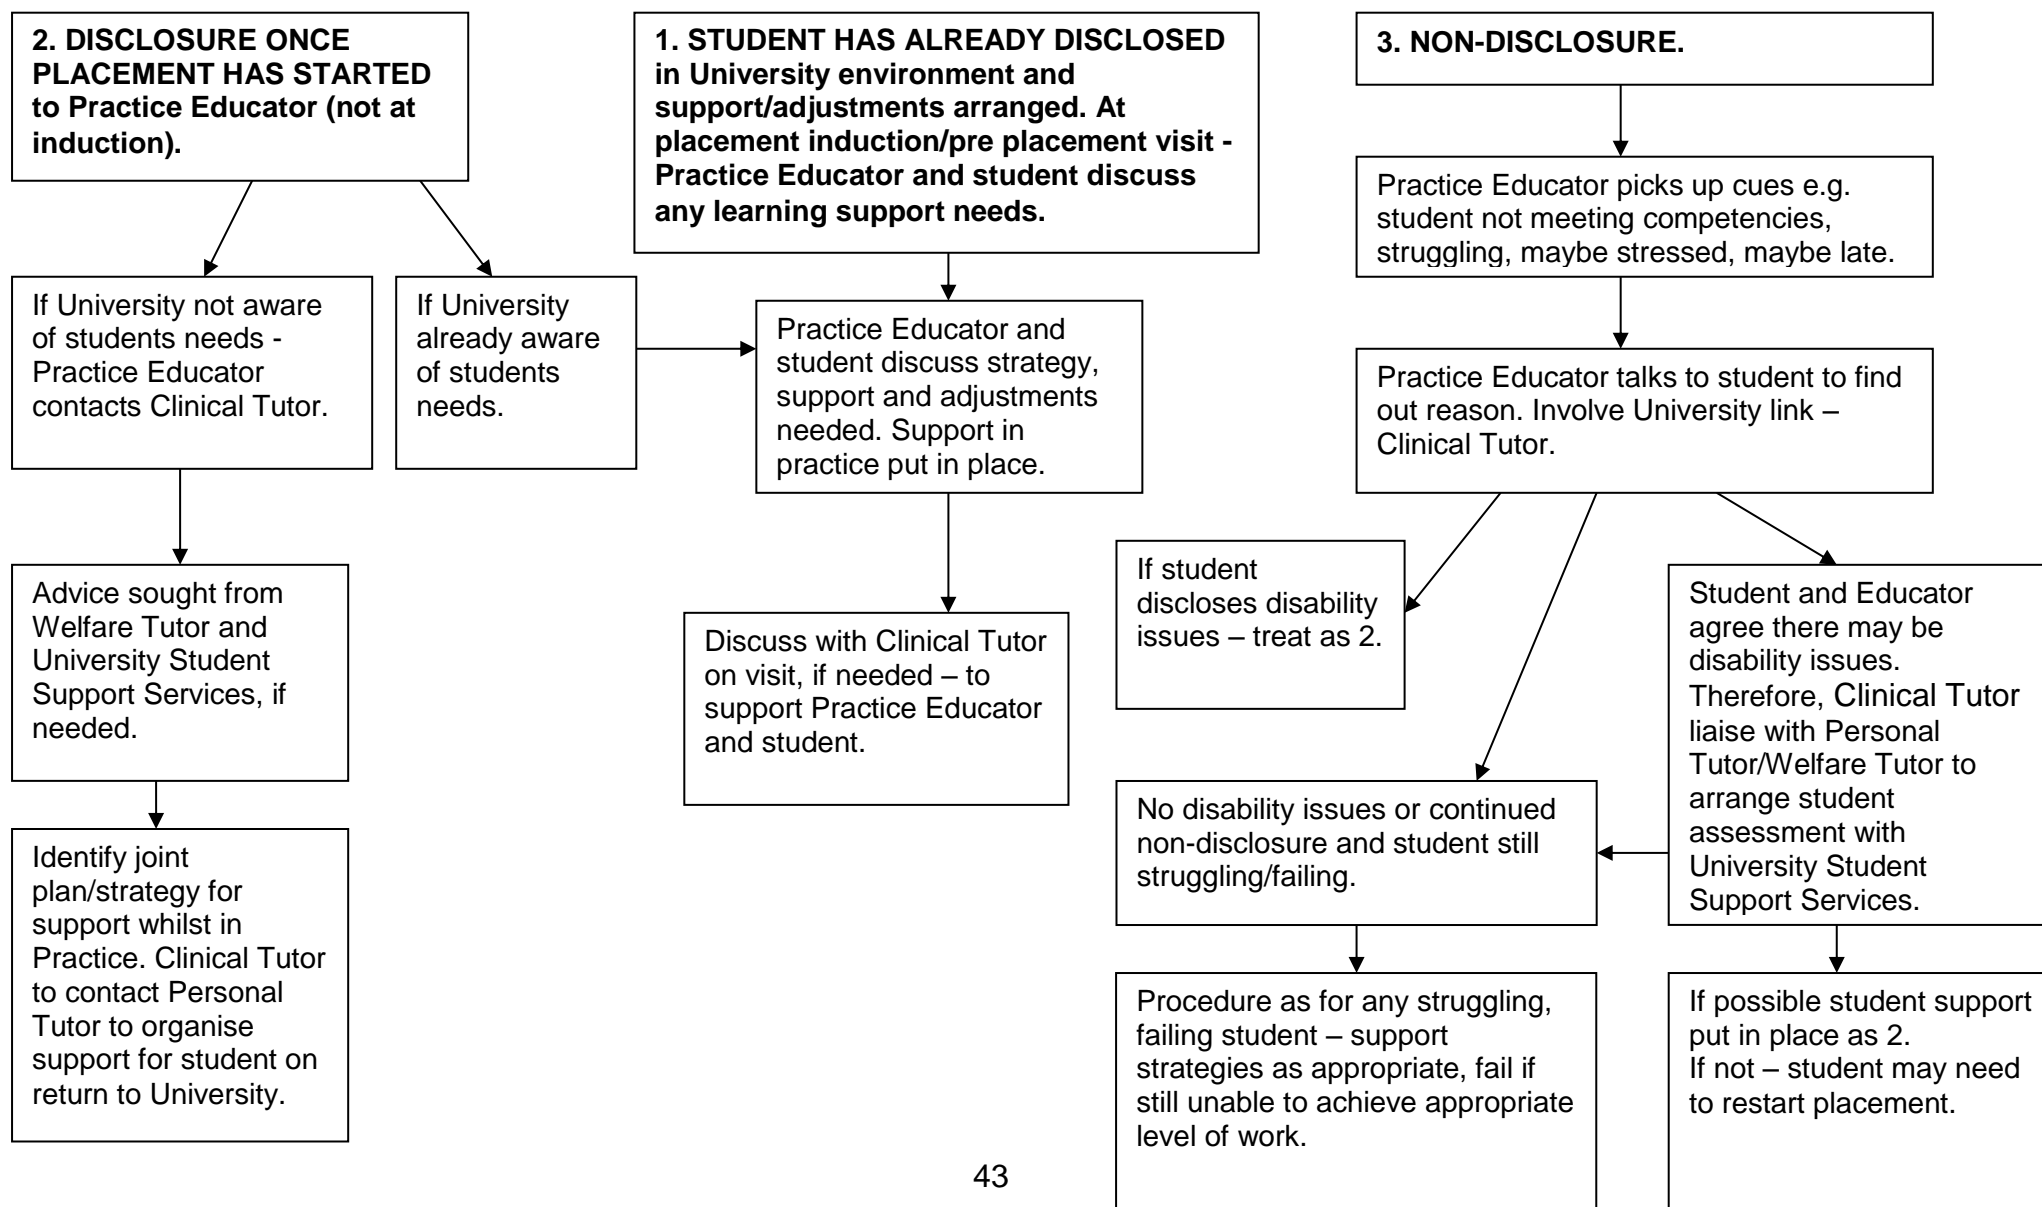 2. DISCLOSURE ONCE
PLACEMENT HAS STARTED
to Practice Educator (not at
induction).
1. STUDENT HAS ALREADY DISCLOSED
in University environment and
support/adjustments arranged. At
placement induction/pre placement visit -
Practice Educator and student discuss
any learning support needs.
3. NON-DISCLOSURE.
Practice Educator picks up cues e.g.
student not meeting competencies,
struggling, maybe stressed, maybe late.
If University not aware
of students needs -
Practice Educator
contacts Clinical Tutor.
If University
already aware
of students
needs.
Practice Educator and
student discuss strategy,
support and adjustments
needed. Support in
practice put in place.
Practice Educator talks to student to find
out reason. Involve University link –
Clinical Tutor.
Advice sought from
Welfare Tutor and
University Student
Support Services, if
needed.
Discuss with Clinical Tutor
on visit, if needed – to
support Practice Educator
and student.
If student
discloses disability
issues – treat as 2.
Student and Educator
agree there may be
disability issues.
Therefore, Clinical Tutor
liaise with Personal
Tutor/Welfare Tutor to
arrange student
assessment with
University Student
Support Services.
No disability issues or continued
non-disclosure and student still
struggling/failing.
Identify joint
plan/strategy for
support whilst in
Practice. Clinical Tutor
to contact Personal
Tutor to organise
support for student on
return to University.
Procedure as for any struggling,
failing student – support
strategies as appropriate, fail if
still unable to achieve appropriate
level of work.
If possible student support
put in place as 2.
If not – student may need
to restart placement.
43